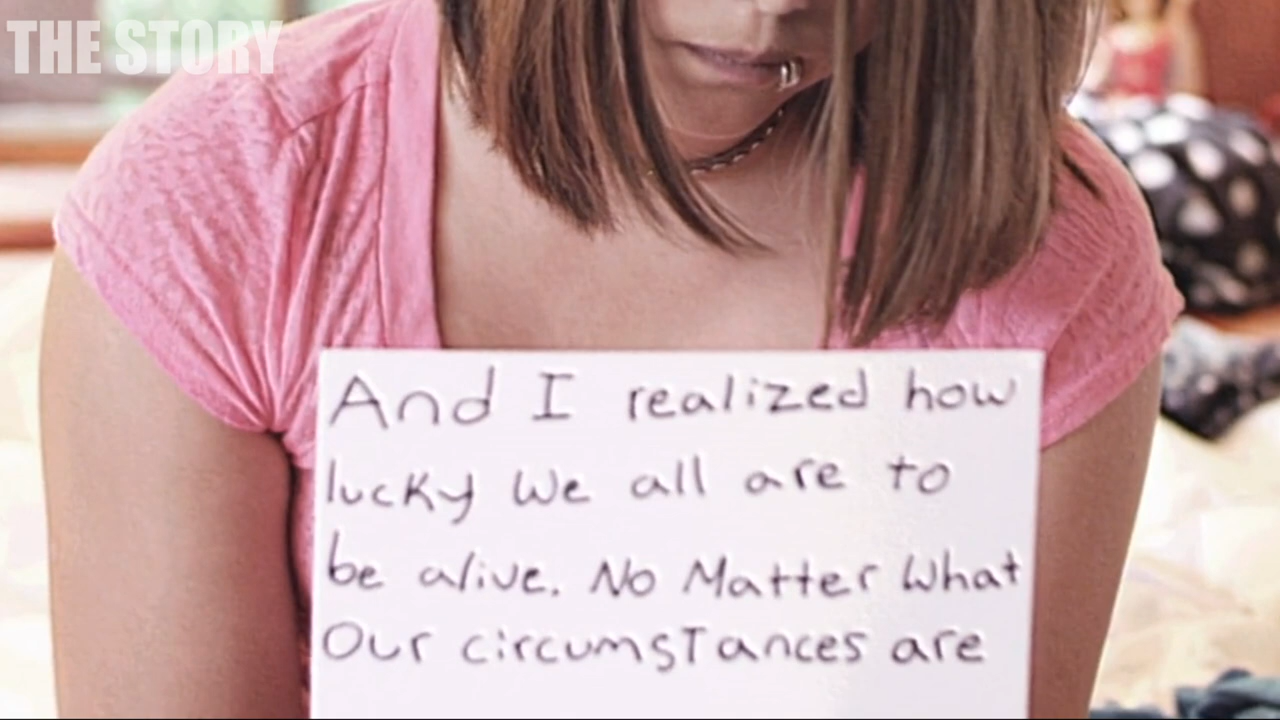 THE STORY
And I realized how
lucky we all are to
be alive. No Matter What
Our circumstances are